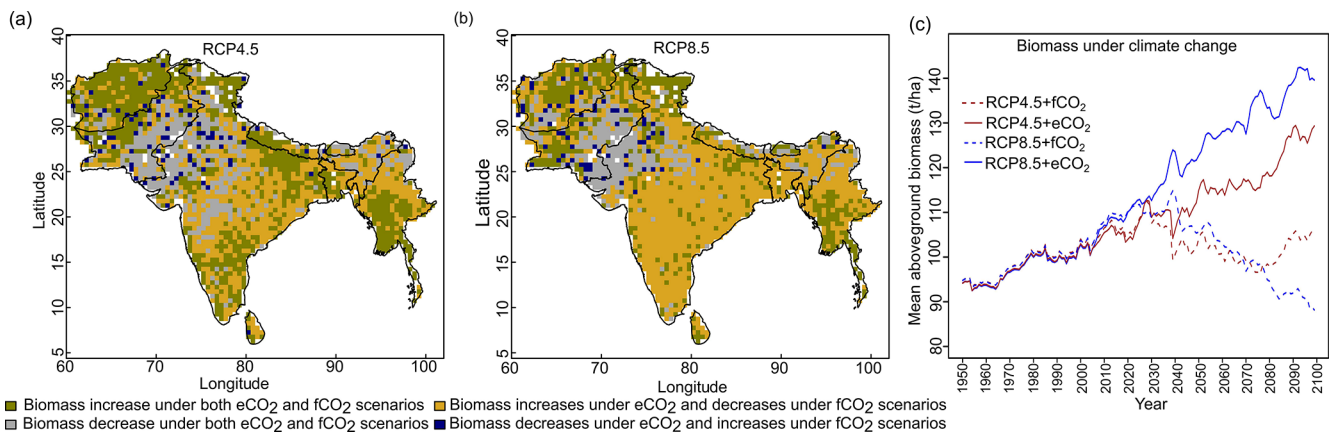 (a)
RCP4.5
40
35
30
25
20
15
10
5
Latitude
60
70
80
90
100
Longitude
(b)
RCP8.5
40
35
30
25
20
15
10
5
Latitude
60
70
80
90
100
Longitude
Biomass increase under both eCO₂ and fCO₂ scenarios
Biomass increases under eCO₂ and decreases under fCO₂ scenarios
Biomass decrease under both eCO₂ and fCO₂ scenarios
Biomass decreases under eCO₂ and increases under fCO₂ scenarios
(c)
Biomass under climate change
RCP4.5+fCO₂
RCP4.5+eCO₂
RCP8.5+fCO₂
RCP8.5+eCO₂
Mean aboveground biomass (t/ha)
140
130
120
110
100
90
80
1950
1960
1970
1980
1990
2000
2010
2020
2030
2040
2050
2060
2070
2080
2090
2100
Year